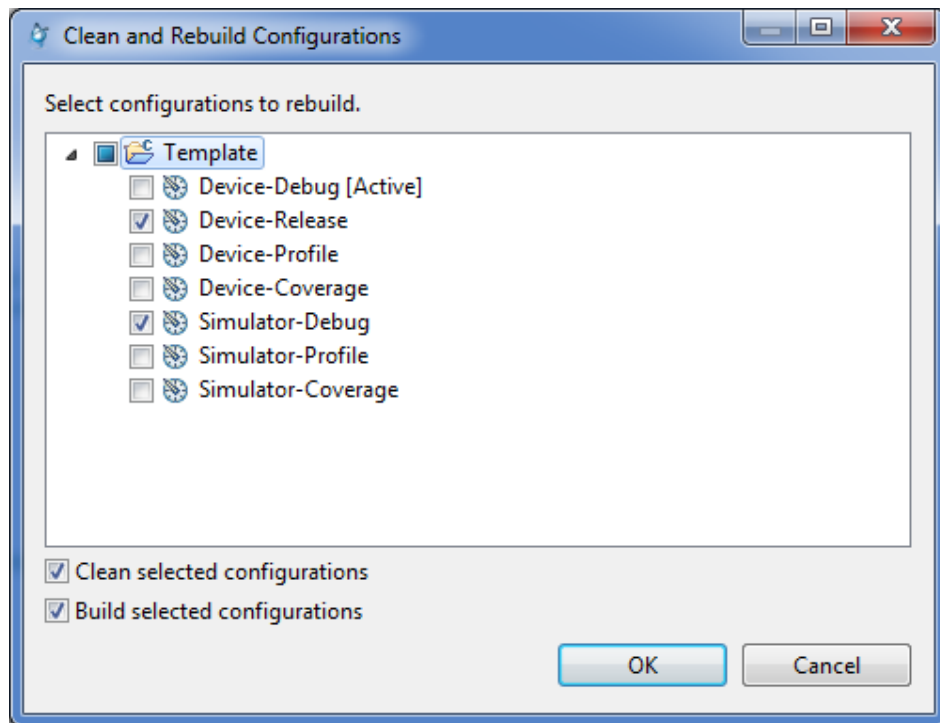 Clean and Rebuild Configurations
Select configurations to rebuild.
Template
Device-Debug [Active]
Device-Release
Device-Profile
Device-Coverage
Simulator-Debug
Simulator-Profile
Simulator-Coverage
Clean selected configurations
Build selected configurations
OK Cancel